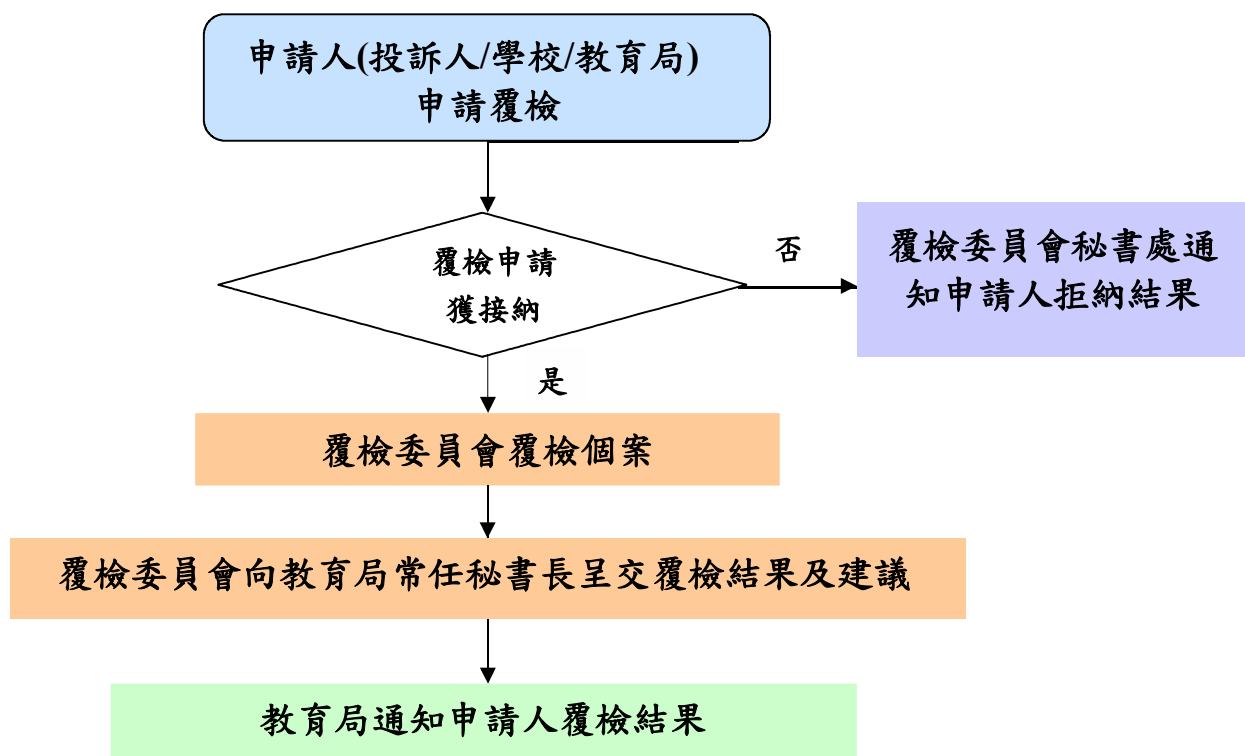 申請人(投訴人/學校/教育局)
申請覆檢
覆檢申請
獲接納
否
覆檢委員會秘書處通
知申請人拒納結果
是
覆檢委員會覆檢個案
覆檢委員會向教育局常任秘書長呈交覆檢結果及建議
教育局通知申請人覆檢結果